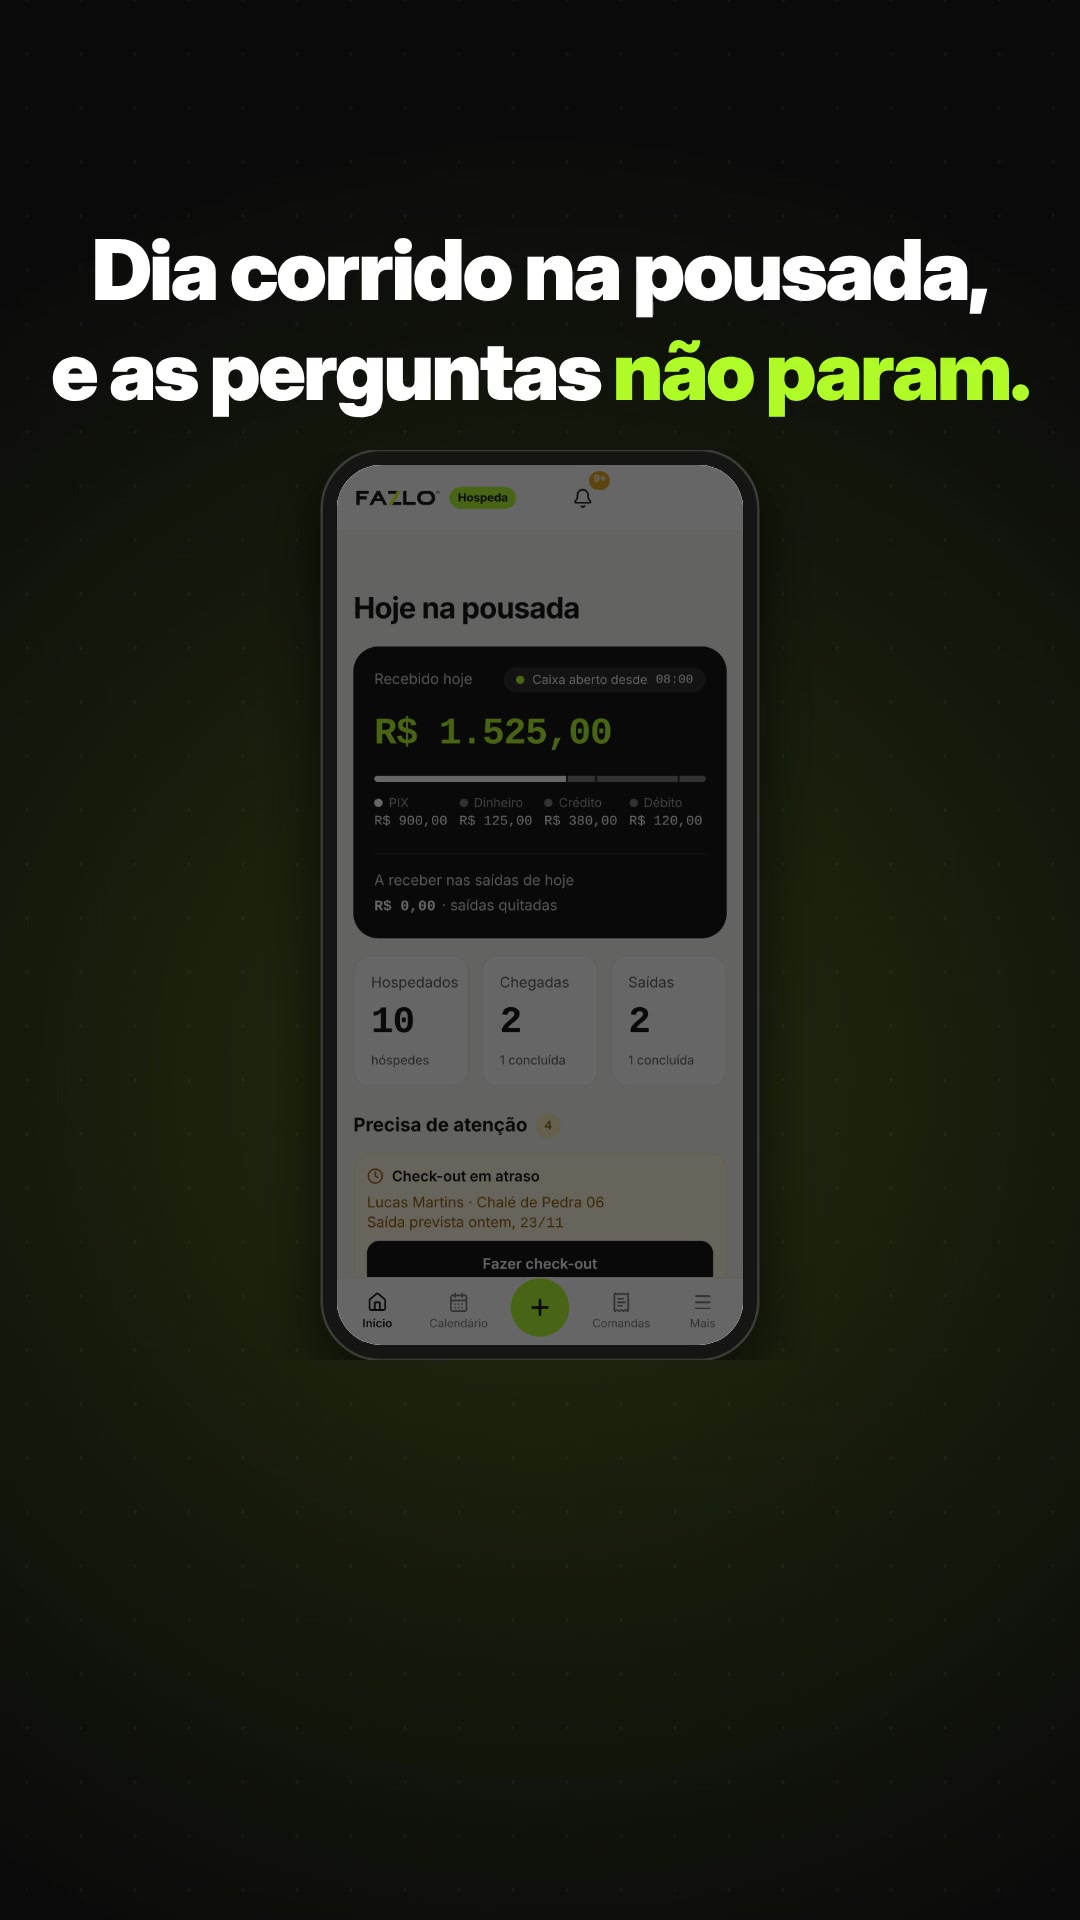 Dia corrido na pousada,
e as perguntas não param.
FAZLO Hospeda
9+
Hoje na pousada
Recebido hoje
Caixa aberto desde 08:00
R$ 1.525,00
PIX Dinheiro Crédito Débito
R$ 900,00 R$ 125,00 R$ 380,00 R$ 120,00
A receber nas saídas de hoje
R$ 0,00 · saídas quitadas
Hospedados Chegadas Saídas
10 2 2
hóspedes 1 concluída 1 concluída
Precisa de atenção 4
Check-out em atraso
Lucas Martins · Chalé de Pedra 06
Saída prevista ontem, 23/11
Fazer check-out
Início Calendário + Comandas Mais